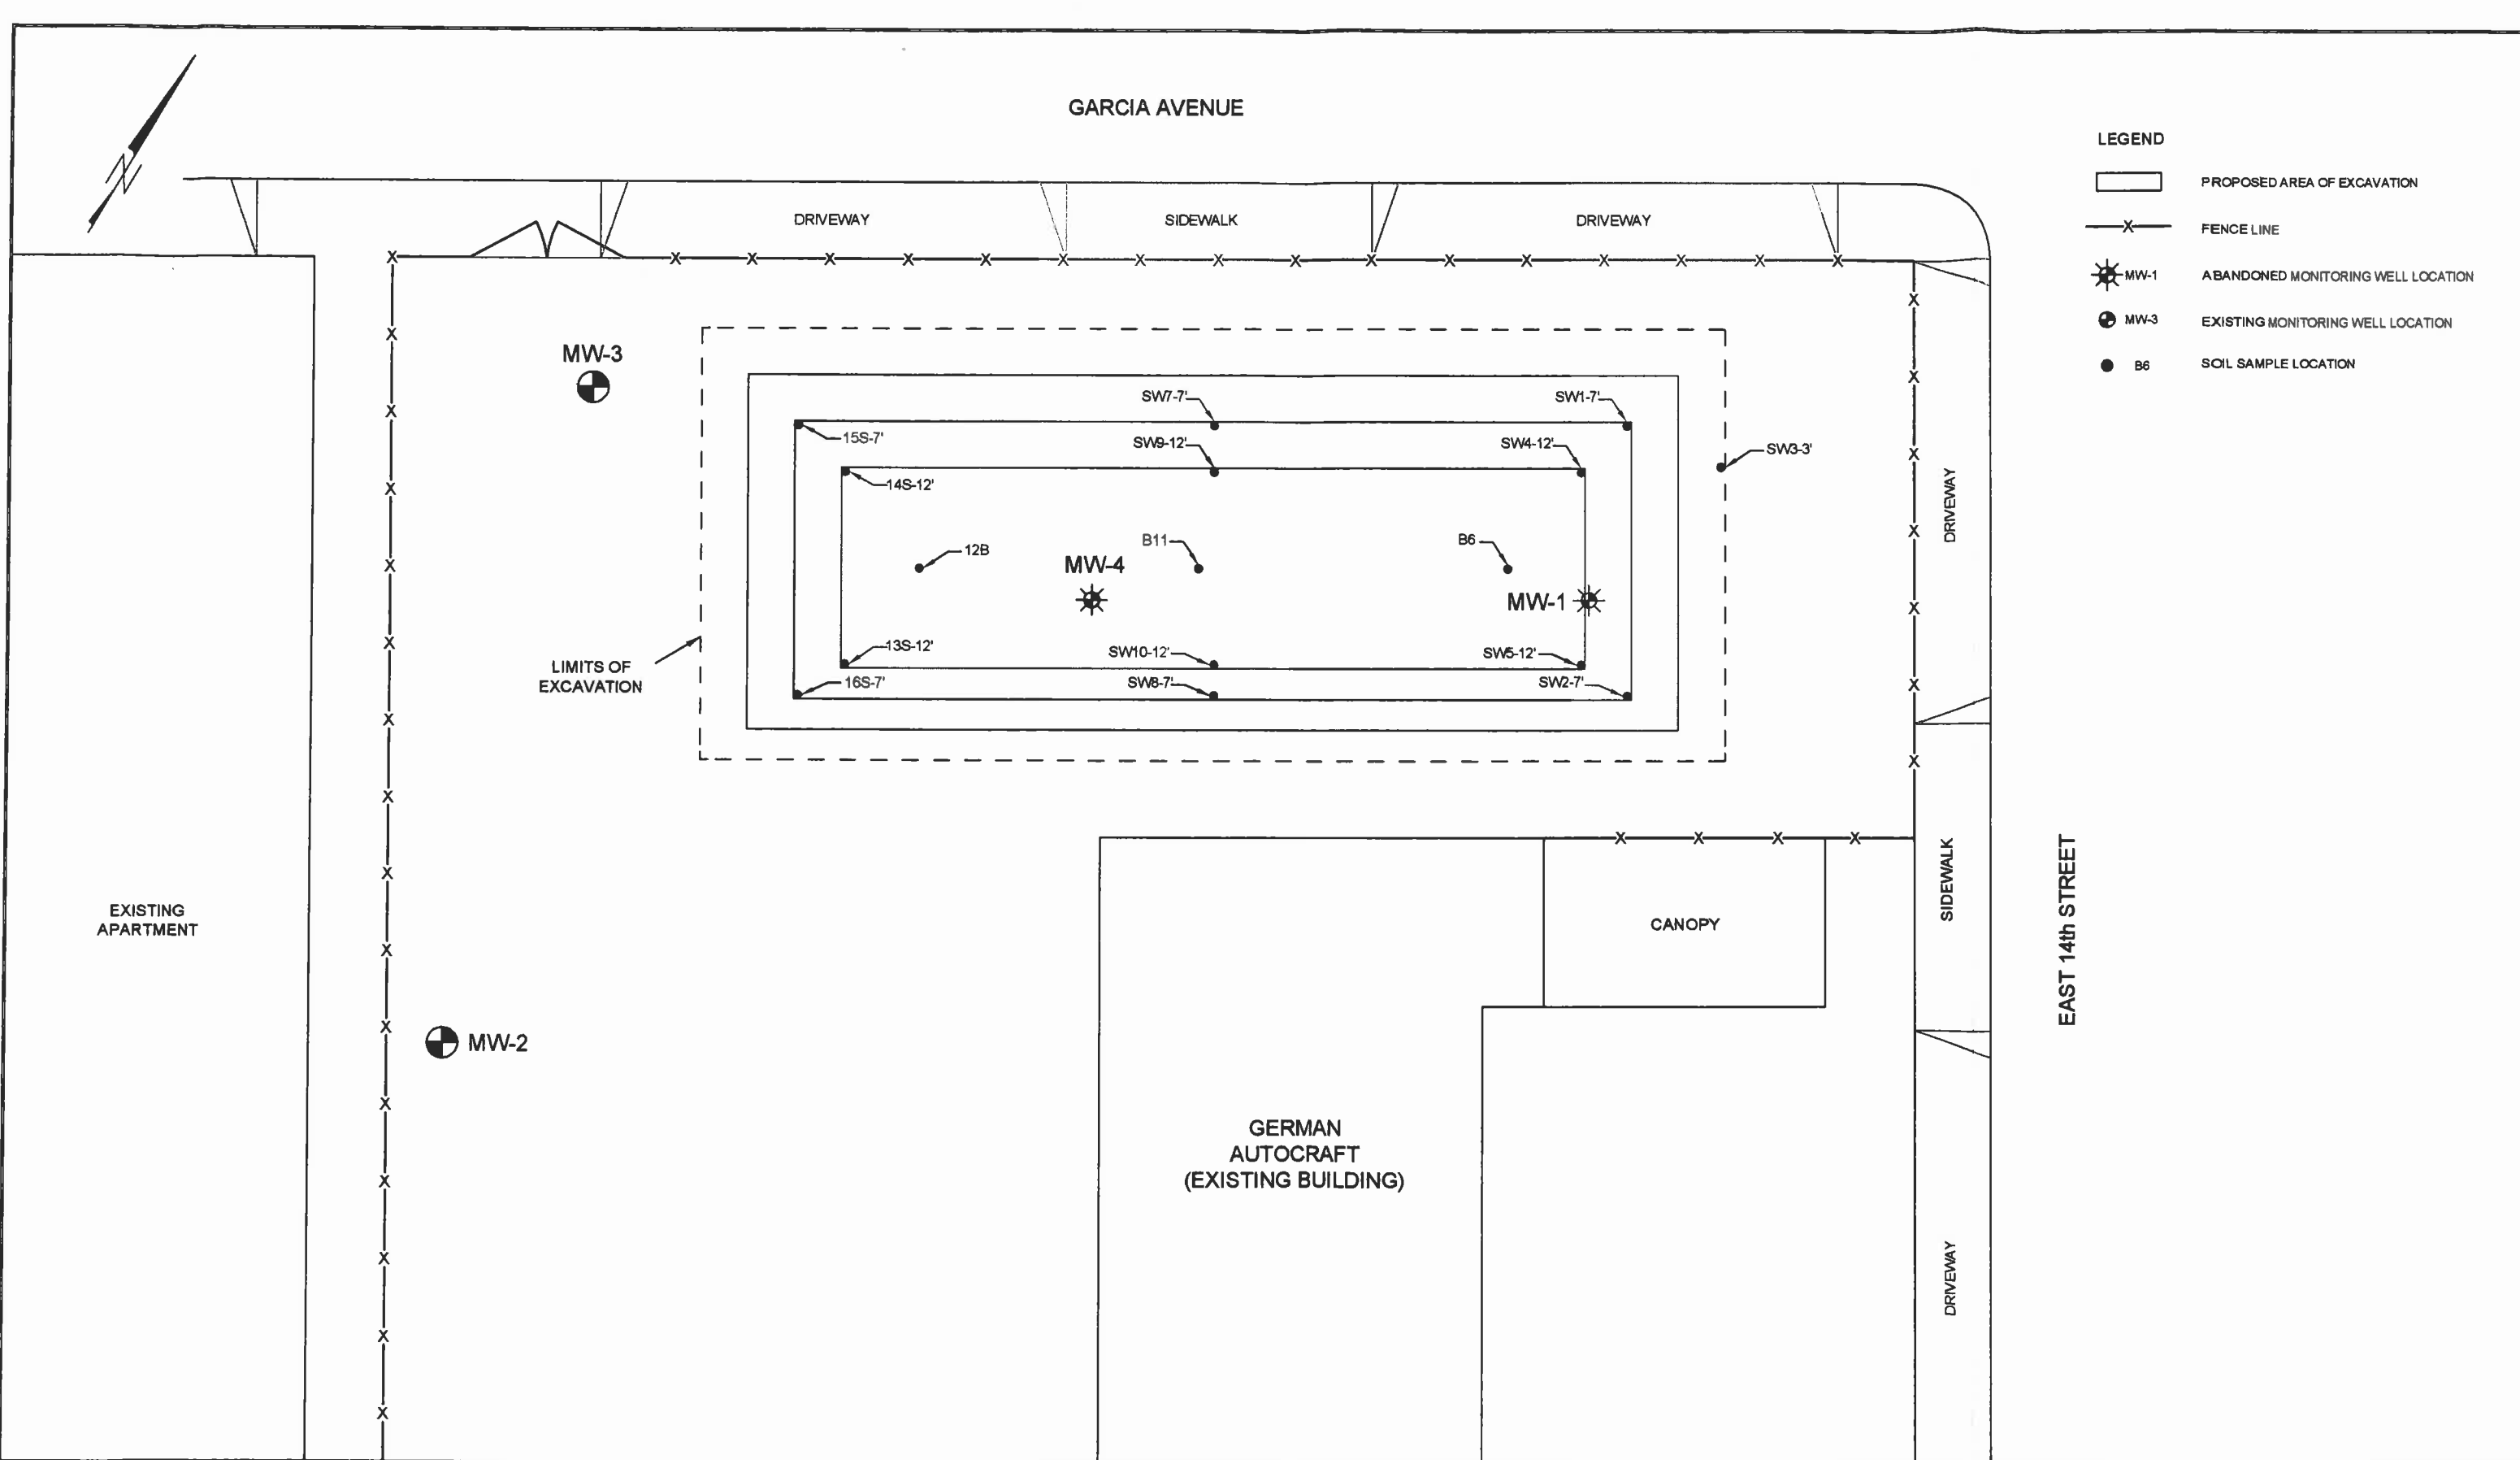 GARCIA AVENUE
N
LEGEND
PROPOSED AREA OF EXCAVATION
X FENCE LINE
MW-1 ABANDONED MONITORING WELL LOCATION
MW-3 EXISTING MONITORING WELL LOCATION
B6 SOIL SAMPLE LOCATION
DRIVEWAY
SIDEWALK
DRIVEWAY
MW-3
SW7-7'
SW1-7'
15S-7'
SW9-12'
SW4-12'
SW3-3'
14S-12'
12B
B11
B6
MW-4
MW-1
13S-12'
SW10-12'
SW5-12'
LIMITS OF
EXCAVATION
16S-7'
SW8-7'
SW2-7'
DRIVEWAY
SIDEWALK
EAST 14th STREET
EXISTING
APARTMENT
CANOPY
MW-2
GERMAN
AUTOCRAFT
(EXISTING BUILDING)
DRIVEWAY